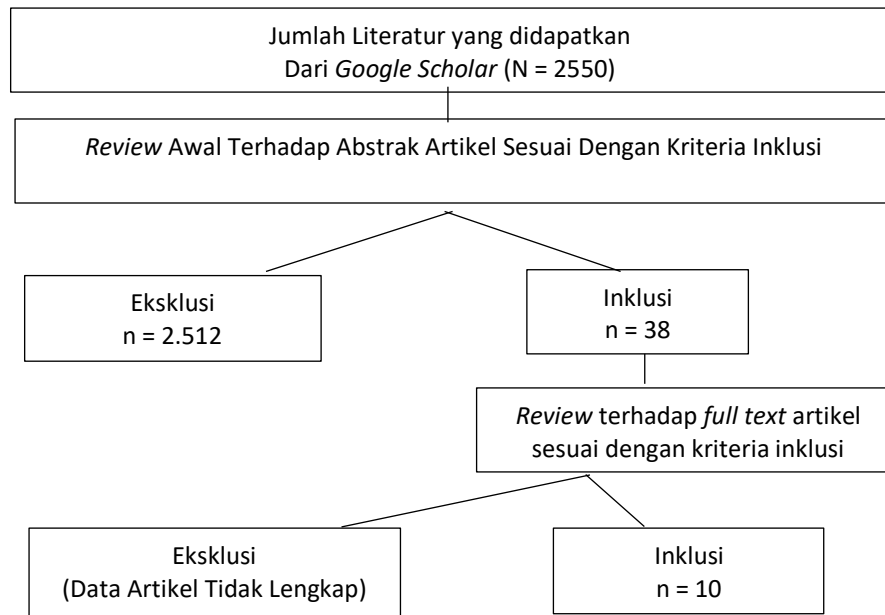 Jumlah Literatur yang didapatkan
Dari Google Scholar (N = 2550)
Review Awal Terhadap Abstrak Artikel Sesuai Dengan Kriteria Inklusi
Eksklusi
n = 2.512
Inklusi
n = 38
Review terhadap full text artikel
sesuai dengan kriteria inklusi
Eksklusi
(Data Artikel Tidak Lengkap)
Inklusi
n = 10